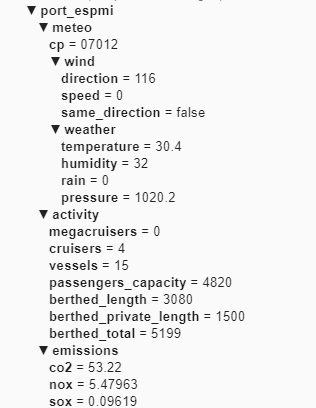 ▼ port_espmi
▼ meteo
cp = 07012
▼ wind
direction = 116
speed = 0
same_direction = false
▼ weather
temperature = 30.4
humidity = 32
rain = 0
pressure = 1020.2
▼ activity
megacruisers = 0
cruisers = 4
vessels = 15
passengers_capacity = 4820
berthed_length = 3080
berthed_private_length = 1500
berthed_total = 5199
▼ emissions
co2 = 53.22
nox = 5.47963
sox = 0.09619